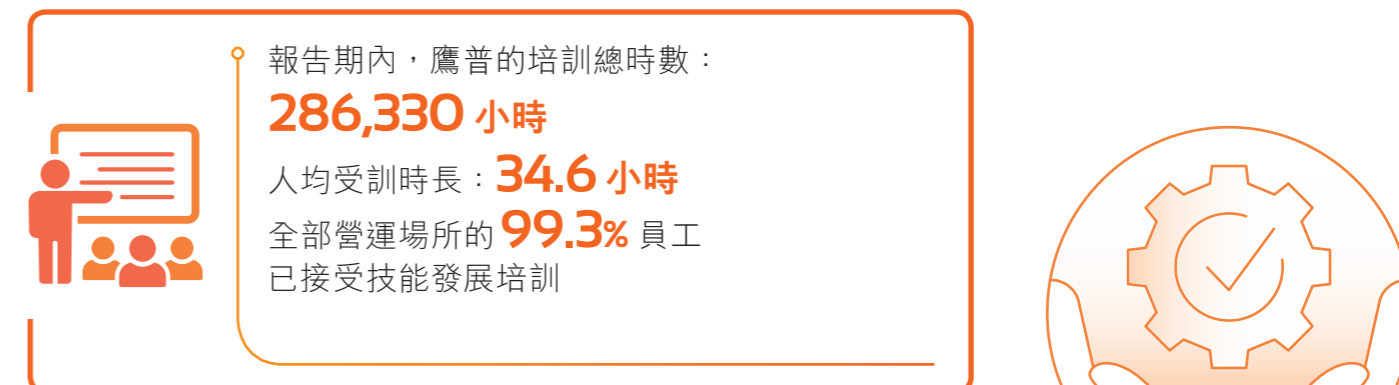 報告期內，鷹普的培訓總時數：
286,330 小時
人均受訓時長：34.6 小時
全部營運場所的 99.3% 員工
已接受技能發展培訓